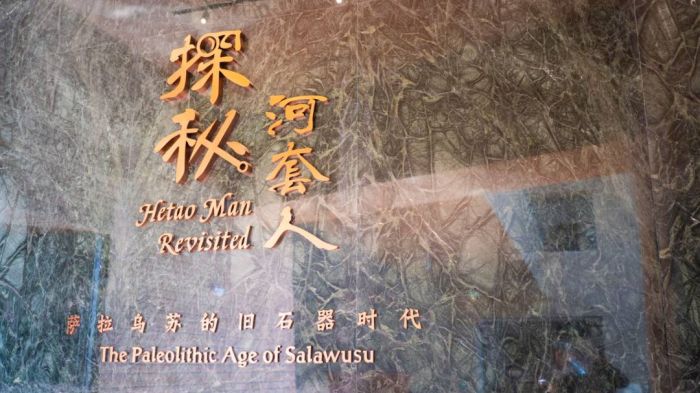 探秘
河套人
Hetao Man
Revisited
萨拉乌苏的旧石器时代
The Paleolithic Age of Salawusu